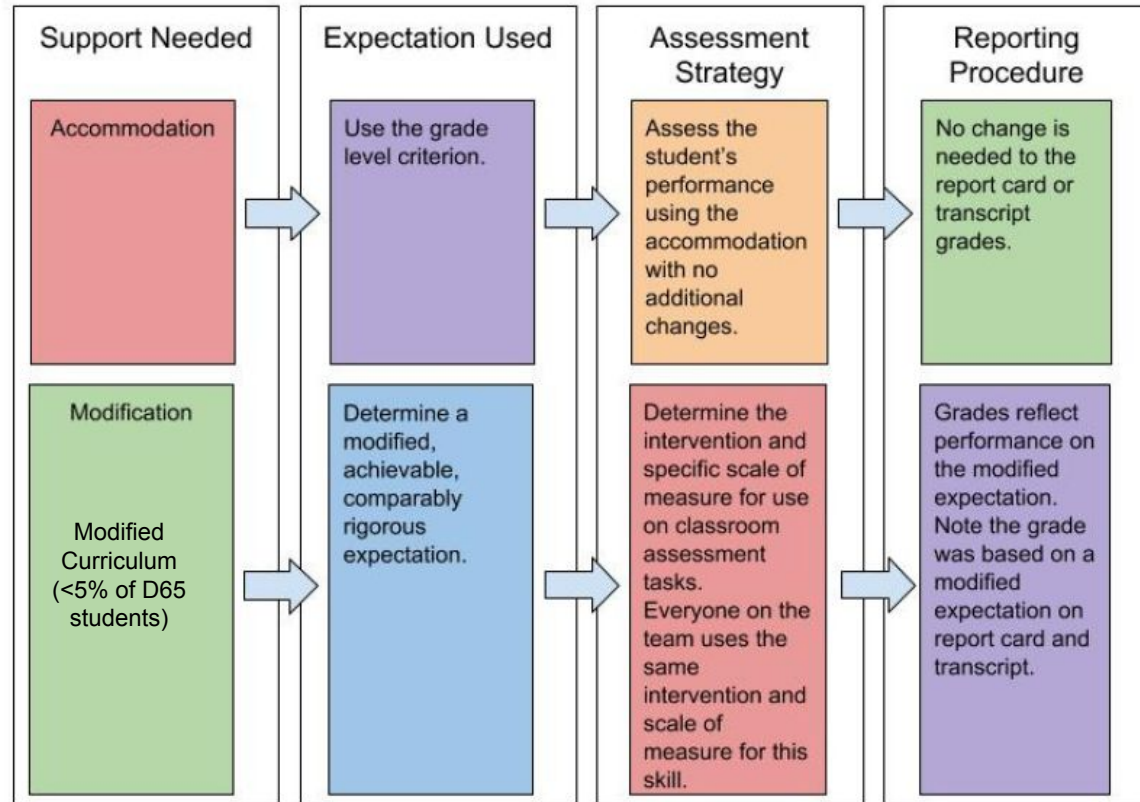 Support Needed
Expectation Used
Assessment
Strategy
Reporting
Procedure
Accommodation
Use the grade
level criterion.
Assess the
student's
performance
using the
accommodation
with no
additional
changes.
No change is
needed to the
report card or
transcript
grades.
Modification
Modified
Curriculum
(<5% of D65
students)
Determine a
modified,
achievable,
comparably
rigorous
expectation.
Determine the
intervention and
specific scale of
measure for use
on classroom
assessment
tasks.
Everyone on the
team uses the
same
intervention and
scale of
measure for this
skill.
Grades reflect
performance on
the modified
expectation.
Note the grade
was based on a
modified
expectation on
report card and
transcript.